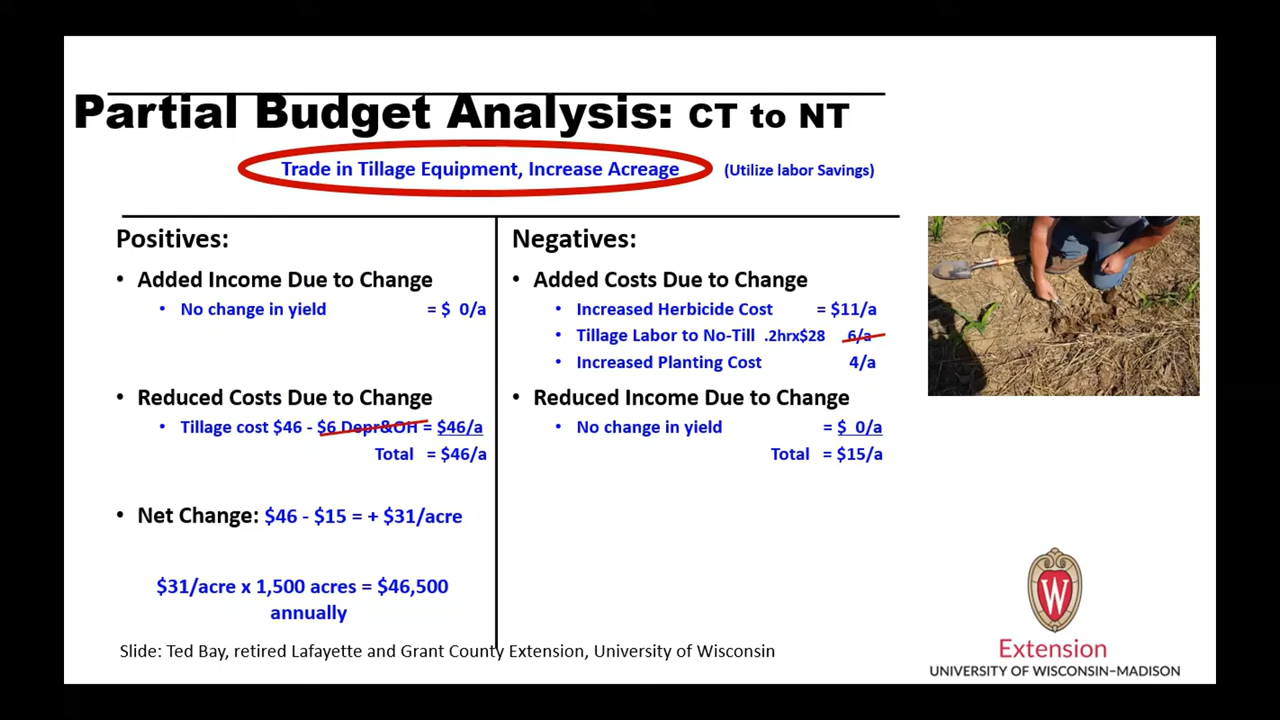 Partial Budget Analysis: CT to NT
Trade in Tillage Equipment, Increase Acreage (Utilize labor Savings)
Positives:
• Added Income Due to Change
• No change in yield = $ 0/a
• Reduced Costs Due to Change
• Tillage cost $46 - $6 Depr&OH = $46/a
Total = $46/a
• Net Change: $46 - $15 = + $31/acre
$31/acre x 1,500 acres = $46,500
annually
Negatives:
• Added Costs Due to Change
• Increased Herbicide Cost = $11/a
• Tillage Labor to No-Till .2hrx$28 6/a
• Increased Planting Cost 4/a
• Reduced Income Due to Change
• No change in yield = $ 0/a
Total = $15/a
Slide: Ted Bay, retired Lafayette and Grant County Extension, University of Wisconsin
W
Extension
UNIVERSITY OF WISCONSIN–MADISON